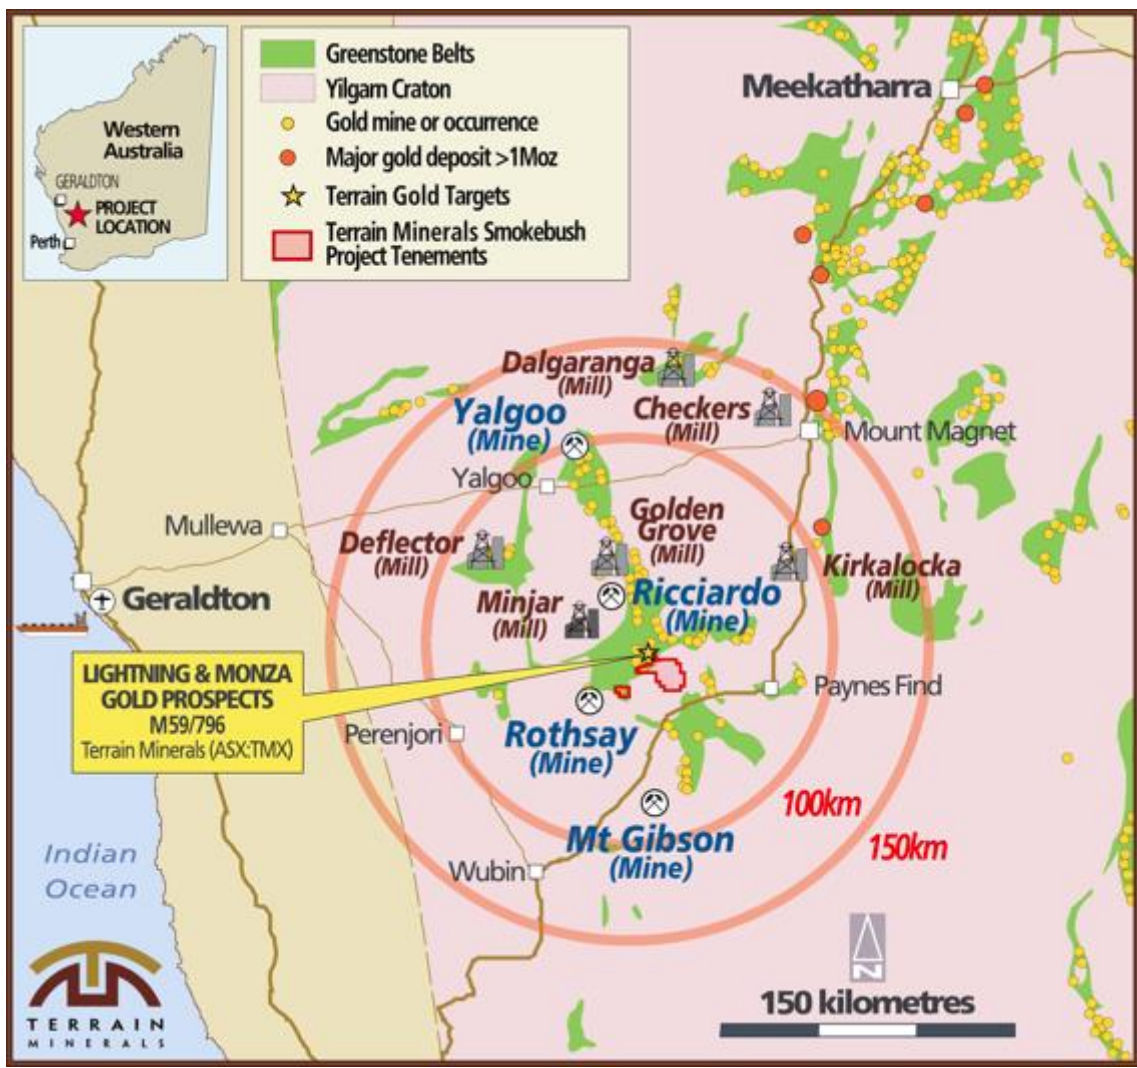 Western
Australia
GERALDTON
PROJECT
LOCATION
Perth
Greenstone Belts
Yilgarn Craton
Gold mine or occurrence
Major gold deposit >1Moz
Terrain Gold Targets
Terrain Minerals Smokebush
Project Tenements
Meekatharra
Dalgaranga
(Mill)
Checkers
(Mill)
Yalgoo
(Mine)
Mount Magnet
Yalgoo
Mullewa
Deflector
(Mill)
Golden
Grove
(Mill)
Kirkalocka
(Mill)
Geraldton
Minjar
(Mill)
Ricciardo
(Mine)
LIGHTNING & MONZA
GOLD PROSPECTS
M59/796
Terrain Minerals (ASX:TMX)
Paynes Find
Perenjori
Rothsay
(Mine)
100km
150km
Mt Gibson
(Mine)
Wubin
Indian
Ocean
N
150 kilometres
TERRAIN
MINERALS